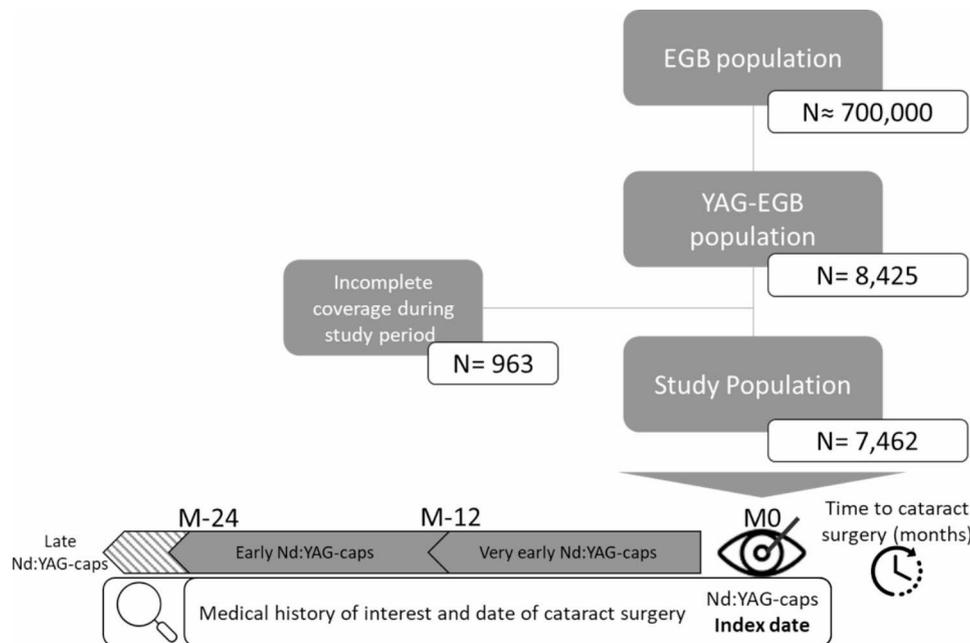 EGB population
N≈ 700,000
YAG-EGB
population
N= 8,425
Incomplete
coverage during
study period
N= 963
Study Population
N= 7,462
M-24
M-12
M0
Time to cataract
surgery (months)
Late
Nd:YAG-caps
Early Nd:YAG-caps
Very early Nd:YAG-caps
Medical history of interest and date of cataract surgery
Nd:YAG-caps
Index date